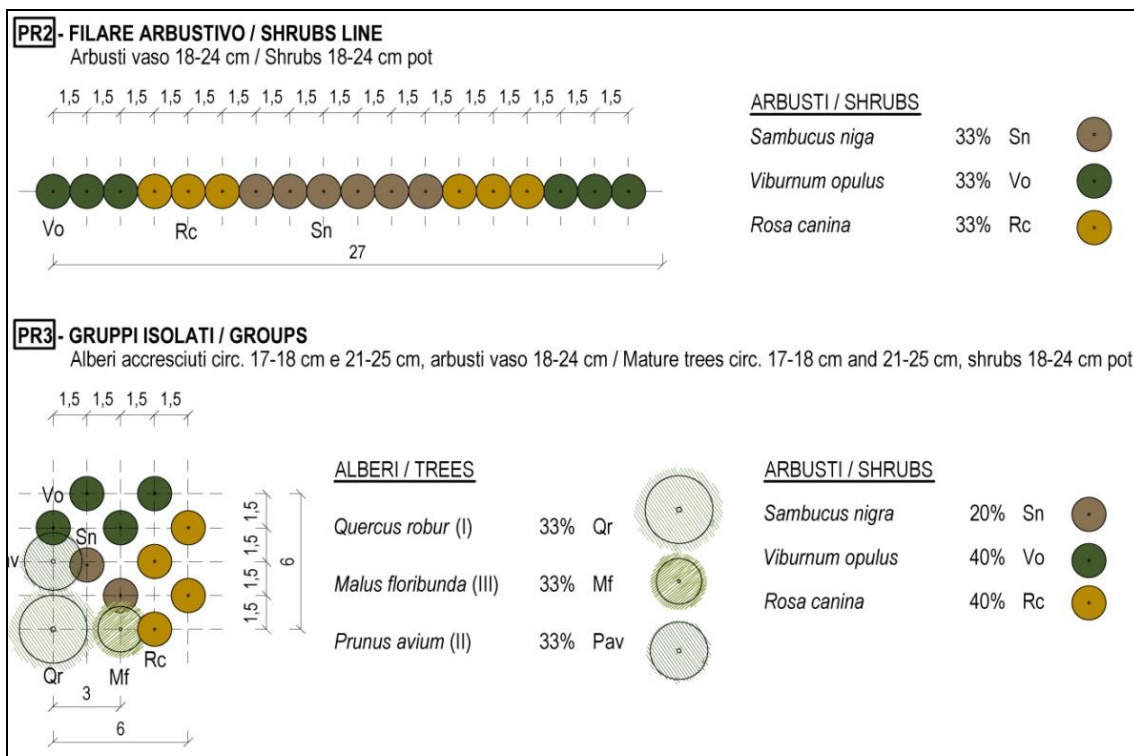 PR2 - FILARE ARBUSTIVO / SHRUBS LINE
Arbusti vaso 18-24 cm / Shrubs 18-24 cm pot
1,5 1,5 1,5 1,5 1,5 1,5 1,5 1,5 1,5 1,5 1,5 1,5 1,5 1,5 1,5 1,5 1,5
Vo Rc Sn
27
ARBUSTI / SHRUBS
Sambucus niga 33% Sn
Viburnum opulus 33% Vo
Rosa canina 33% Rc
PR3 - GRUPPI ISOLATI / GROUPS
Alberi accresciuti circ. 17-18 cm e 21-25 cm, arbusti vaso 18-24 cm / Mature trees circ. 17-18 cm and 21-25 cm, shrubs 18-24 cm pot
1,5 1,5 1,5 1,5
Vo
Sn
Rc
Qr Mf
3
6
1,5
1,5
1,5
1,5
6
ALBERI / TREES
Quercus robur (I) 33% Qr
Malus floribunda (III) 33% Mf
Prunus avium (II) 33% Pav
ARBUSTI / SHRUBS
Sambucus nigra 20% Sn
Viburnum opulus 40% Vo
Rosa canina 40% Rc